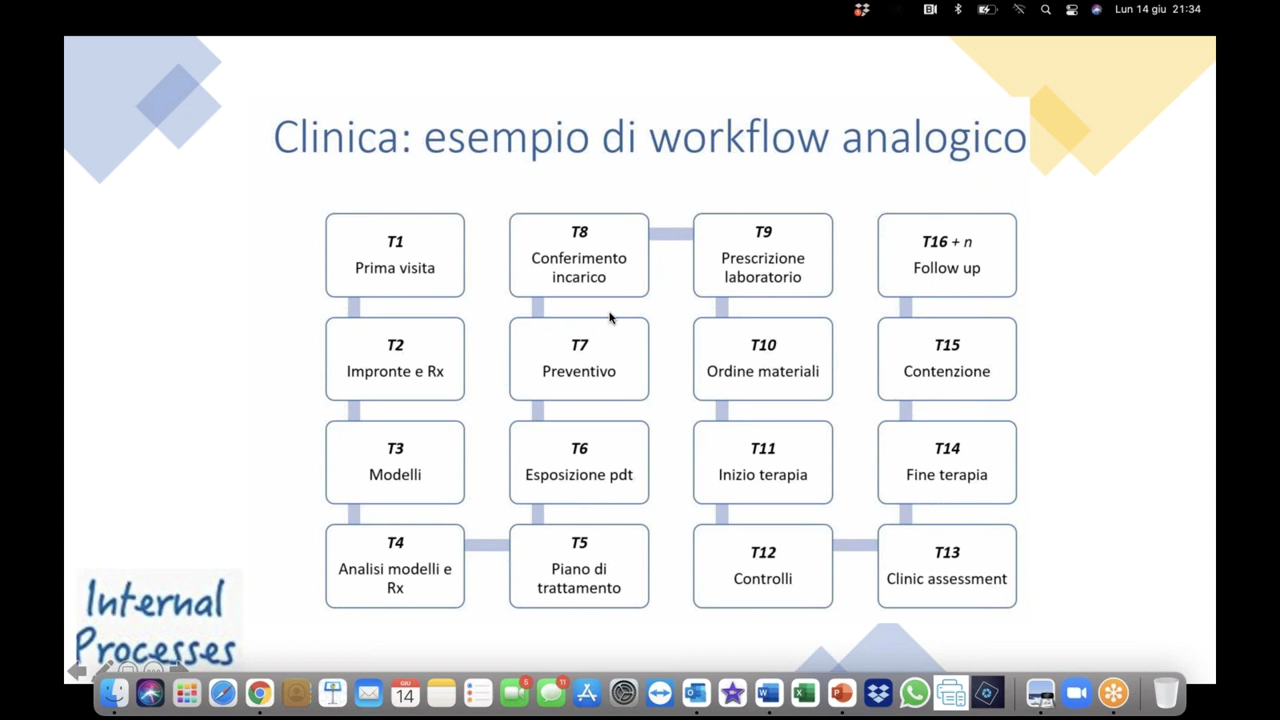 Lun 14 giu 21:34
Clinica: esempio di workflow analogico
T1
Prima visita
T2
Impronte e Rx
T3
Modelli
T4
Analisi modelli e
Rx
T5
Piano di
trattamento
T6
Esposizione pdt
T7
Preventivo
T8
Conferimento
incarico
T9
Prescrizione
laboratorio
T10
Ordine materiali
T11
Inizio terapia
T12
Controlli
T13
Clinic assessment
T14
Fine terapia
T15
Contenzione
T16 + n
Follow up
Internal
Processes
GIU
14
5
11